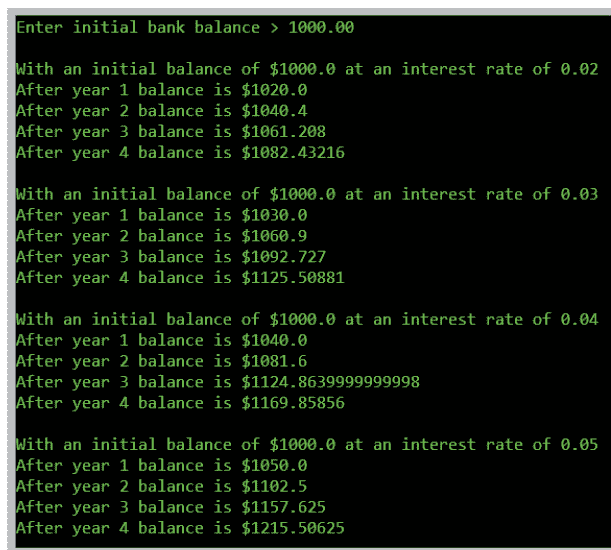 Enter initial bank balance > 1000.00
With an initial balance of $1000.0 at an interest rate of 0.02
After year 1 balance is $1020.0
After year 2 balance is $1040.4
After year 3 balance is $1061.208
After year 4 balance is $1082.43216
With an initial balance of $1000.0 at an interest rate of 0.03
After year 1 balance is $1030.0
After year 2 balance is $1060.9
After year 3 balance is $1092.727
After year 4 balance is $1125.50881
With an initial balance of $1000.0 at an interest rate of 0.04
After year 1 balance is $1040.0
After year 2 balance is $1081.6
After year 3 balance is $1124.8639999999998
After year 4 balance is $1169.85856
With an initial balance of $1000.0 at an interest rate of 0.05
After year 1 balance is $1050.0
After year 2 balance is $1102.5
After year 3 balance is $1157.625
After year 4 balance is $1215.50625